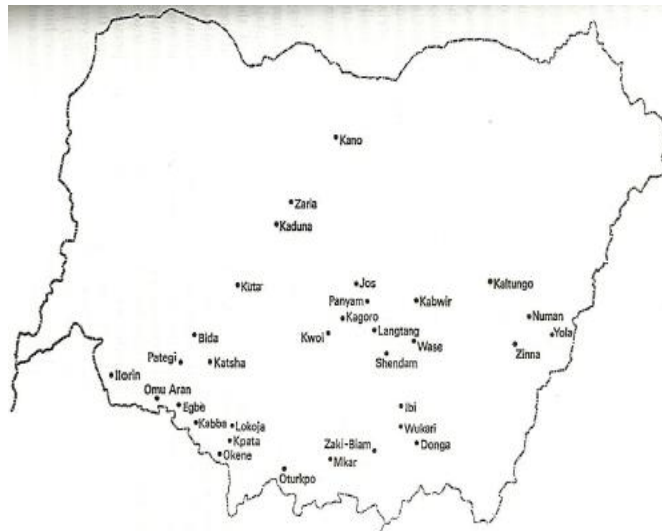 Kano
Zaria
Kaduna
Kuta
Jos
Kaltungo
Panyam
Kabwir
Kagoro
Numan
Kwoi
Langtang
Bida
Wase
Yola
Zinna
Shendam
Pategi
Katsha
Ilorin
Omu Aran
Egbe
Ibi
Kabba
Lokoja
Wukari
Kpata
Donga
Zaki-Biam
Okene
Mkar
Oturkpo